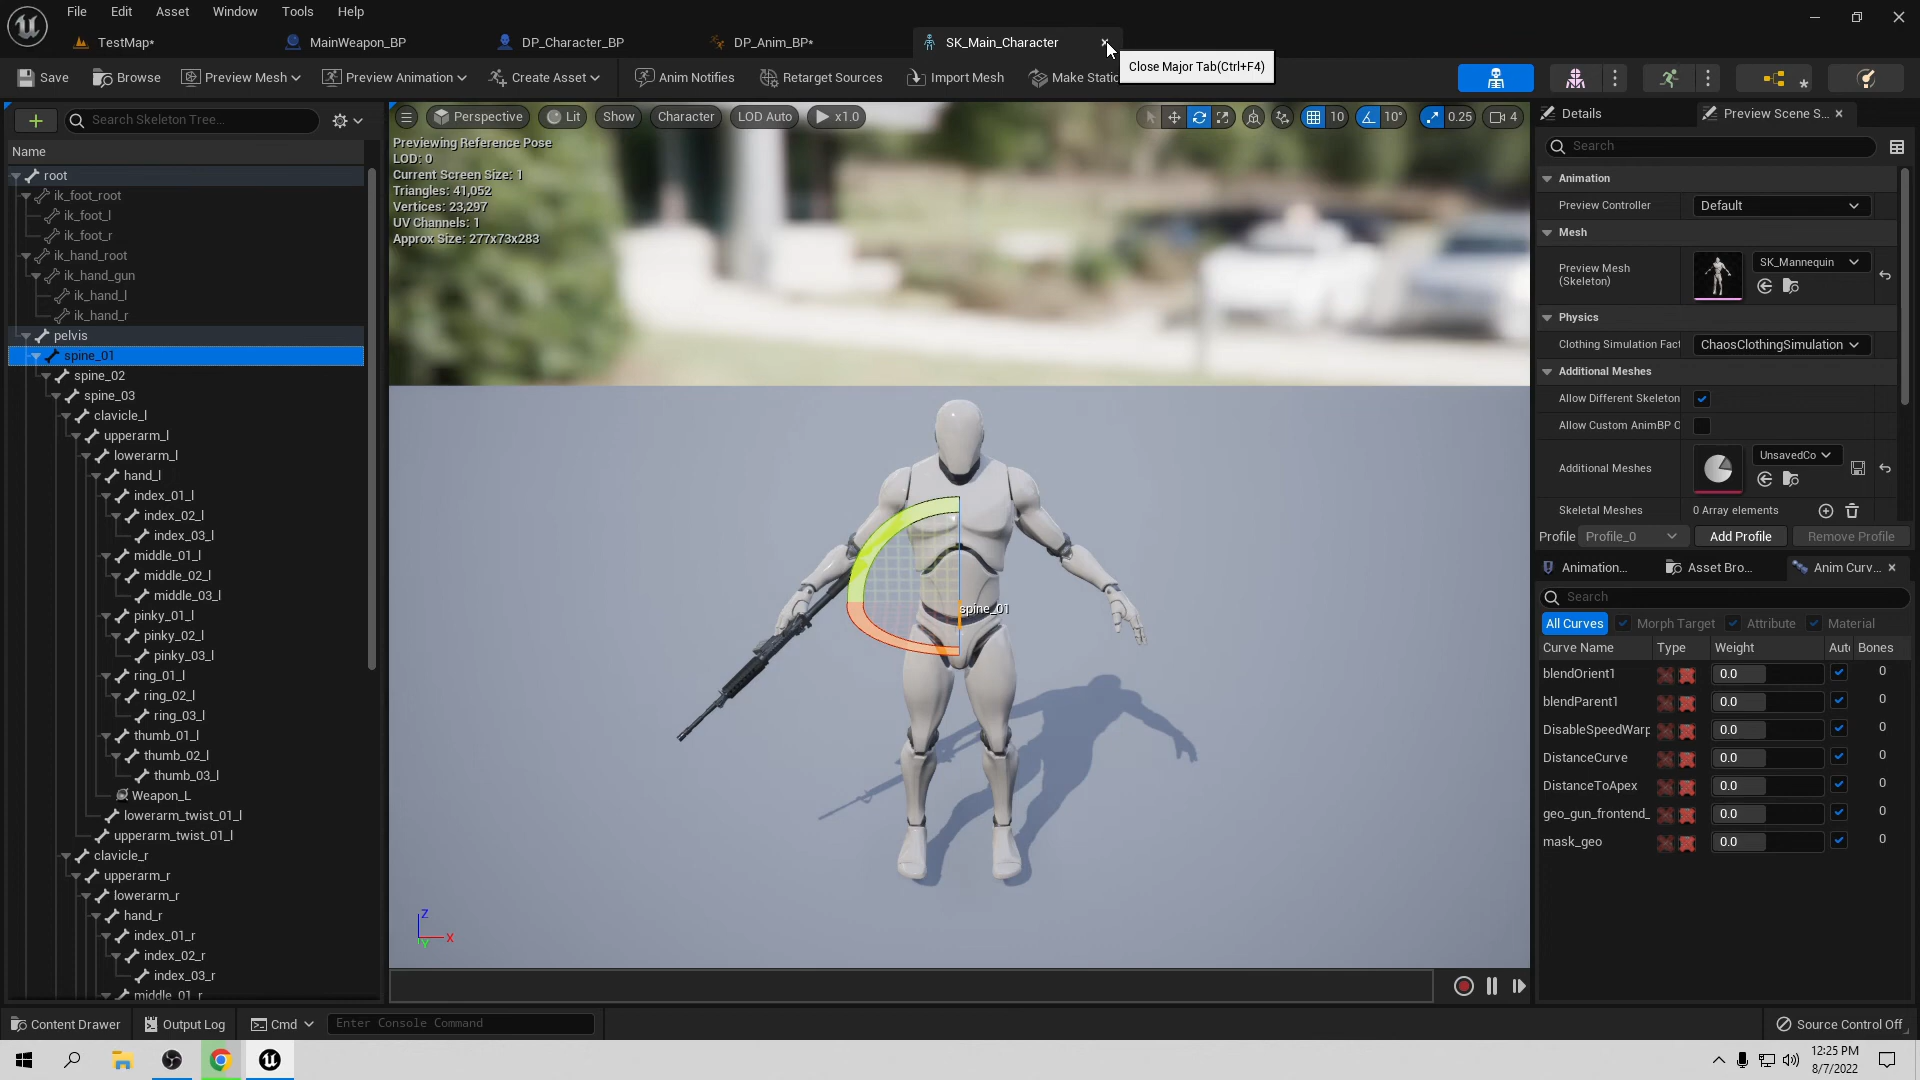 File Edit Asset Window Tools Help
TestMap* MainWeapon_BP DP_Character_BP DP_Anim_BP* SK_Main_Character
Close Major Tab(Ctrl+F4)
Save Browse Preview Mesh Preview Animation Create Asset Anim Notifies Retarget Sources Import Mesh Make Static
Search Skeleton Tree...
Perspective Lit Show Character LOD Auto x1.0 10 10° 0.25 4
Details Preview Scene S...
Search
Name
Previewing Reference Pose
LOD: 0
Current Screen Size: 1
Triangles: 41,052
Vertices: 23,297
UV Channels: 1
Approx Size: 277x73x283
root
ik_foot_root
ik_foot_l
ik_foot_r
ik_hand_root
ik_hand_gun
ik_hand_l
ik_hand_r
pelvis
spine_01
spine_02
spine_03
clavicle_l
upperarm_l
lowerarm_l
hand_l
index_01_l
index_02_l
index_03_l
middle_01_l
middle_02_l
middle_03_l
pinky_01_l
pinky_02_l
pinky_03_l
ring_01_l
ring_02_l
ring_03_l
thumb_01_l
thumb_02_l
thumb_03_l
Weapon_L
lowerarm_twist_01_l
upperarm_twist_01_l
clavicle_r
upperarm_r
lowerarm_r
hand_r
index_01_r
index_02_r
index_03_r
middle_01_r
spine_01
Z
X
Y
Animation
Preview Controller Default
Mesh
Preview Mesh
(Skeleton)
SK_Mannequin
Physics
Clothing Simulation Fact ChaosClothingSimulation
Additional Meshes
Allow Different Skeleton
Allow Custom AnimBP O
Additional Meshes UnsavedCo
Skeletal Meshes 0 Array elements
Profile Profile_0 Add Profile Remove Profile
Animation... Asset Bro... Anim Curv...
Search
All Curves Morph Target Attribute Material
Curve Name Type Weight Aut Bones
blendOrient1 0.0 0
blendParent1 0.0 0
DisableSpeedWarp 0.0 0
DistanceCurve 0.0 0
DistanceToApex 0.0 0
geo_gun_frontend_ 0.0 0
mask_geo 0.0 0
Content Drawer Output Log Cmd Enter Console Command Source Control Off
12:25 PM
8/7/2022